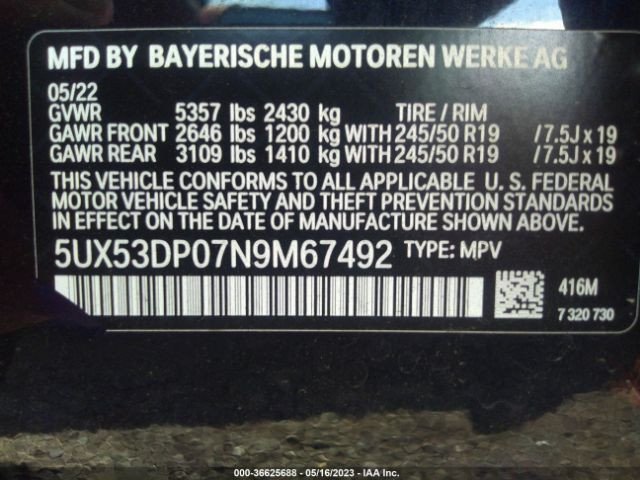 MFD BY BAYERISCHE MOTOREN WERKE AG
05/22
GVWR 5357 lbs 2430 kg TIRE / RIM
GAWR FRONT 2646 lbs 1200 kg WITH 245/50 R19 /7.5J x 19
GAWR REAR 3109 lbs 1410 kg WITH 245/50 R19 /7.5J x 19
THIS VEHICLE CONFORMS TO ALL APPLICABLE U. S. FEDERAL
MOTOR VEHICLE SAFETY AND THEFT PREVENTION STANDARDS
IN EFFECT ON THE DATE OF MANUFACTURE SHOWN ABOVE.
5UX53DP07N9M67492 TYPE: MPV
416M
7 320 730
000-36625688 - 05/16/2023 - IAA Inc.